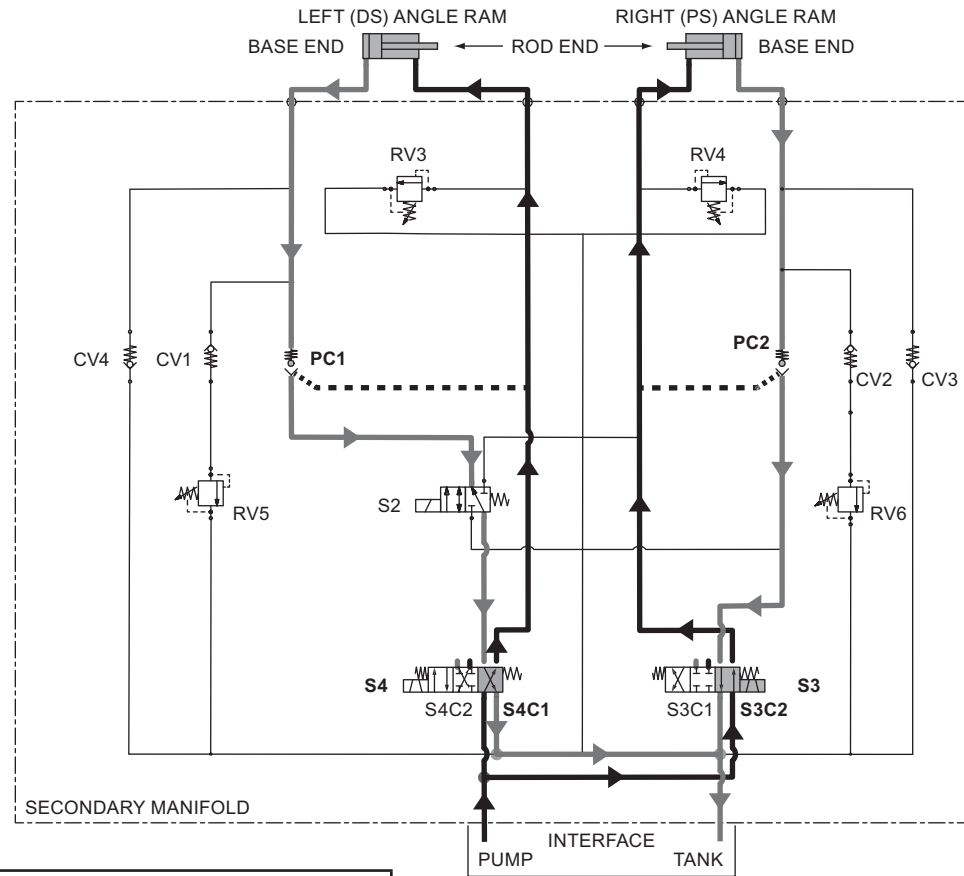 LEFT (DS) ANGLE RAM
RIGHT (PS) ANGLE RAM
BASE END
ROD END
BASE END
RV3
RV4
CV4
CV1
PC1
PC2
CV2
CV3
S2
RV5
RV6
S4
S4C2
S4C1
S3C1
S3C2
S3
SECONDARY MANIFOLD
INTERFACE
PUMP
TANK